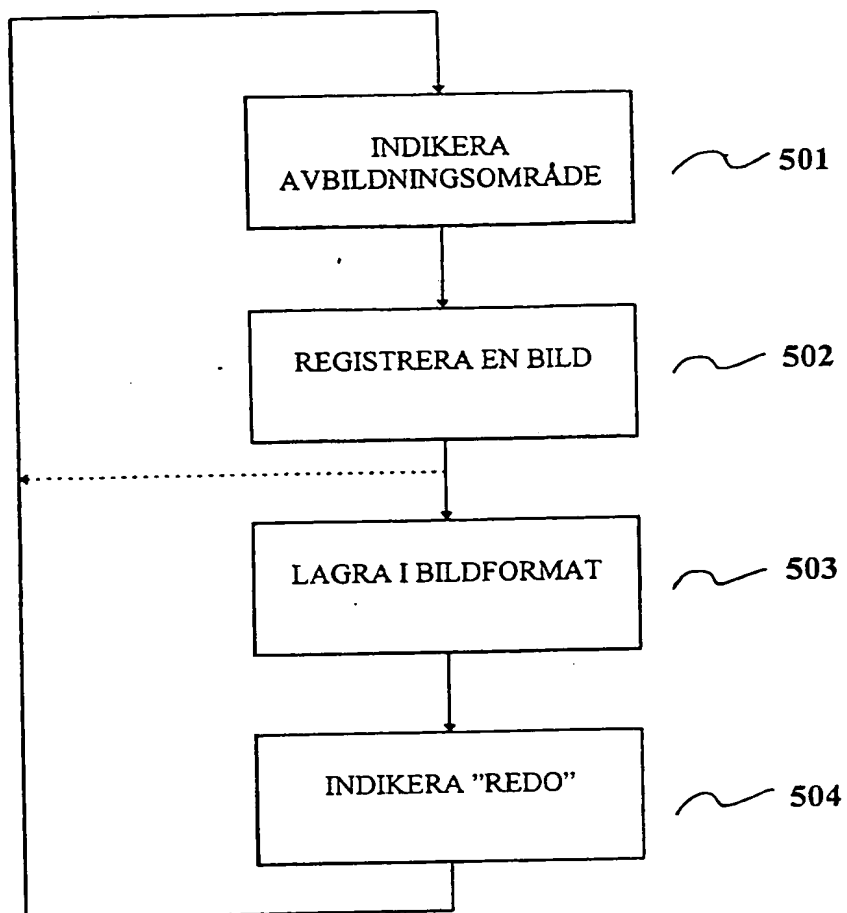 INDIKERA
AVBILDNINGSOMRÅDE
501
REGISTRERA EN BILD
502
LAGRA I BILDFORMAT
503
INDIKERA ”REDO”
504